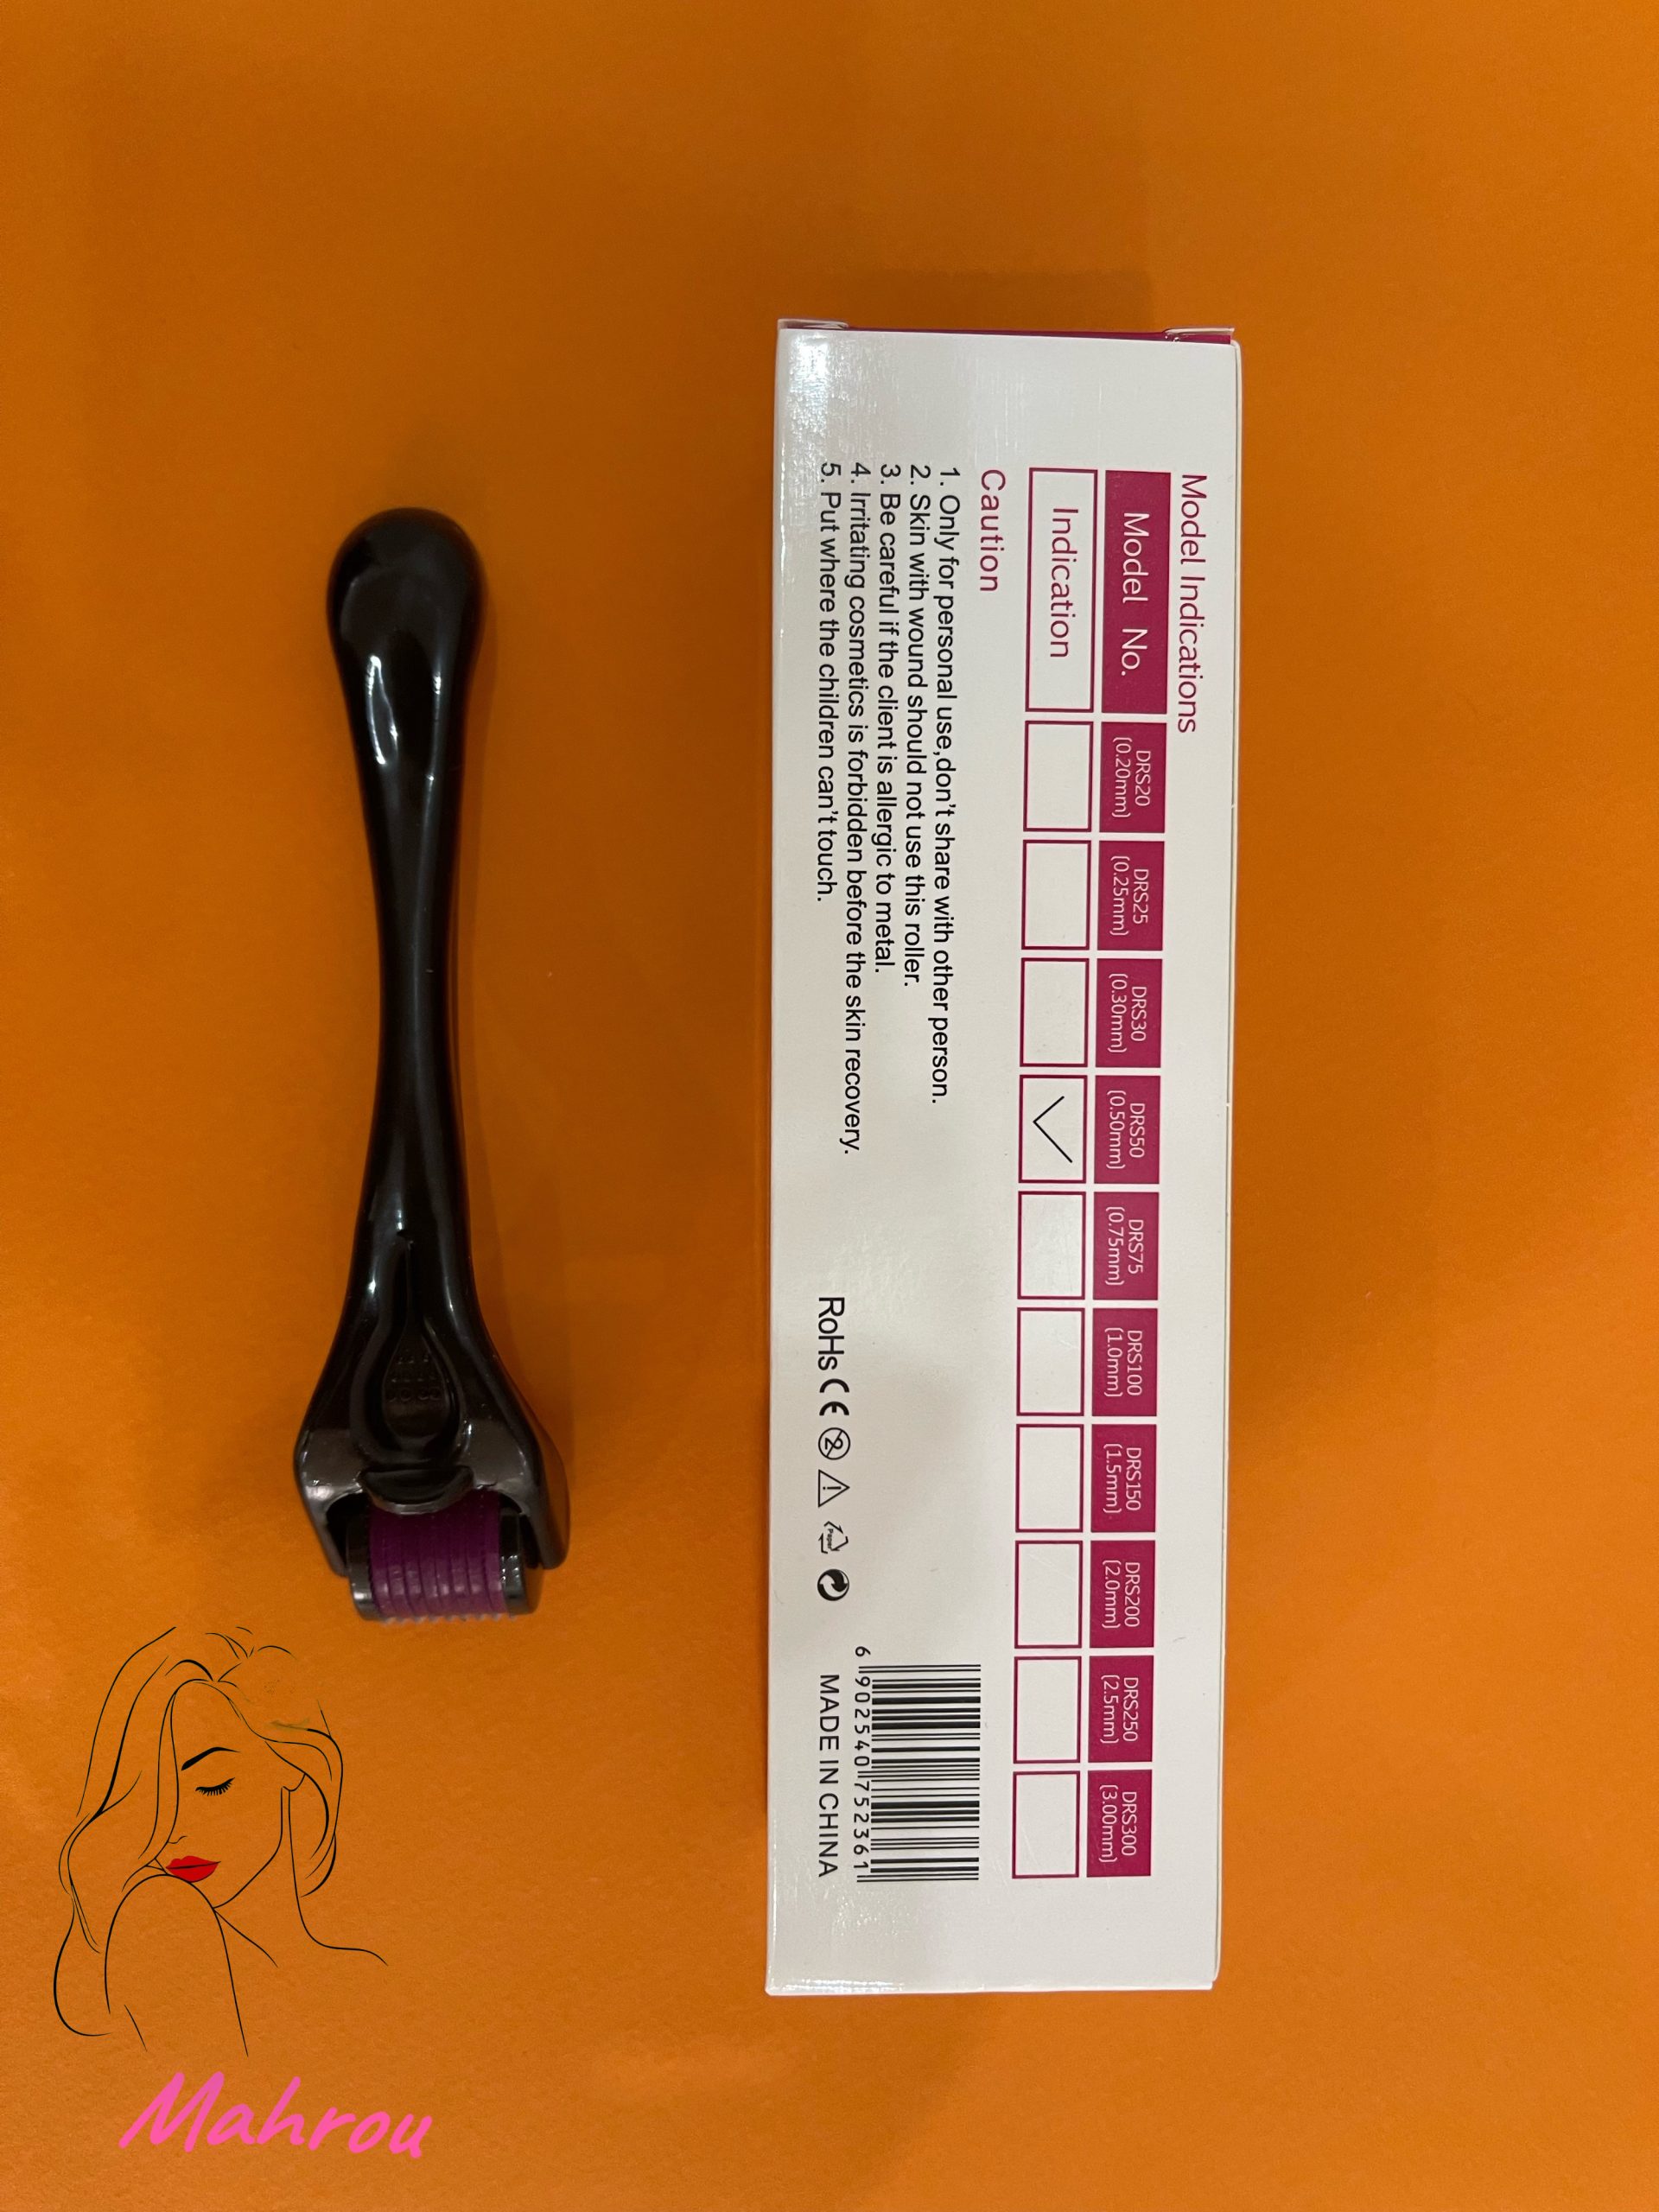 Model Indications
Model No. DRS20 (0.20mm) DRS25 (0.25mm) DRS30 (0.30mm) DRS50 (0.50mm) DRS75 (0.75mm) DRS100 (1.0mm) DRS150 (1.5mm) DRS200 (2.0mm) DRS250 (2.5mm) DRS300 (3.00mm)
Indication
Caution
1. Only for personal use,don't share with other person.
2. Skin with wound should not use this roller.
3. Be careful if the client is allergic to metal.
4. Irritating cosmetics is forbidden before the skin recovery.
5. Put where the children can't touch.
RoHs CE 2
6 902540 752361
MADE IN CHINA
Mahrou